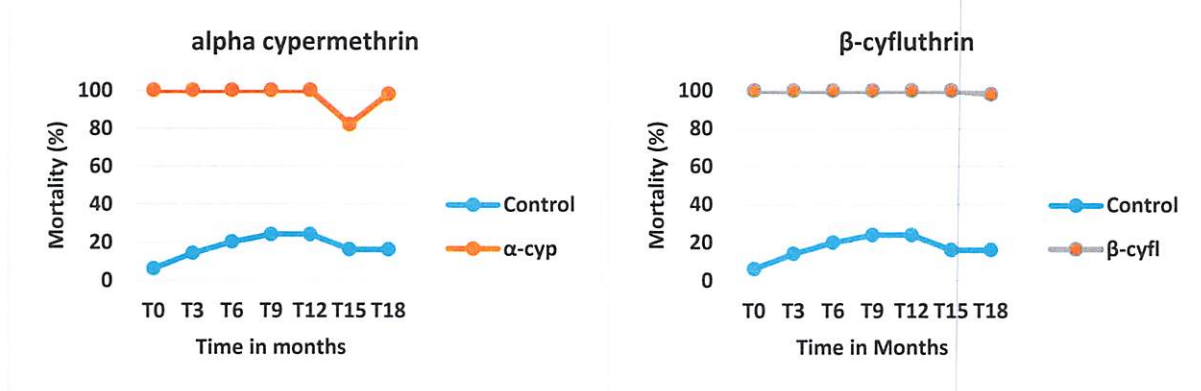 alpha cypermethrin
100
80
60
40
20
0
Mortality (%)
T0 T3 T6 T9 T12 T15 T18
Time in months
Control
α-cyp
β-cyfluthrin
100
80
60
40
20
0
Mortality (%)
T0 T3 T6 T9 T12 T15 T18
Time in Months
Control
β-cyfl